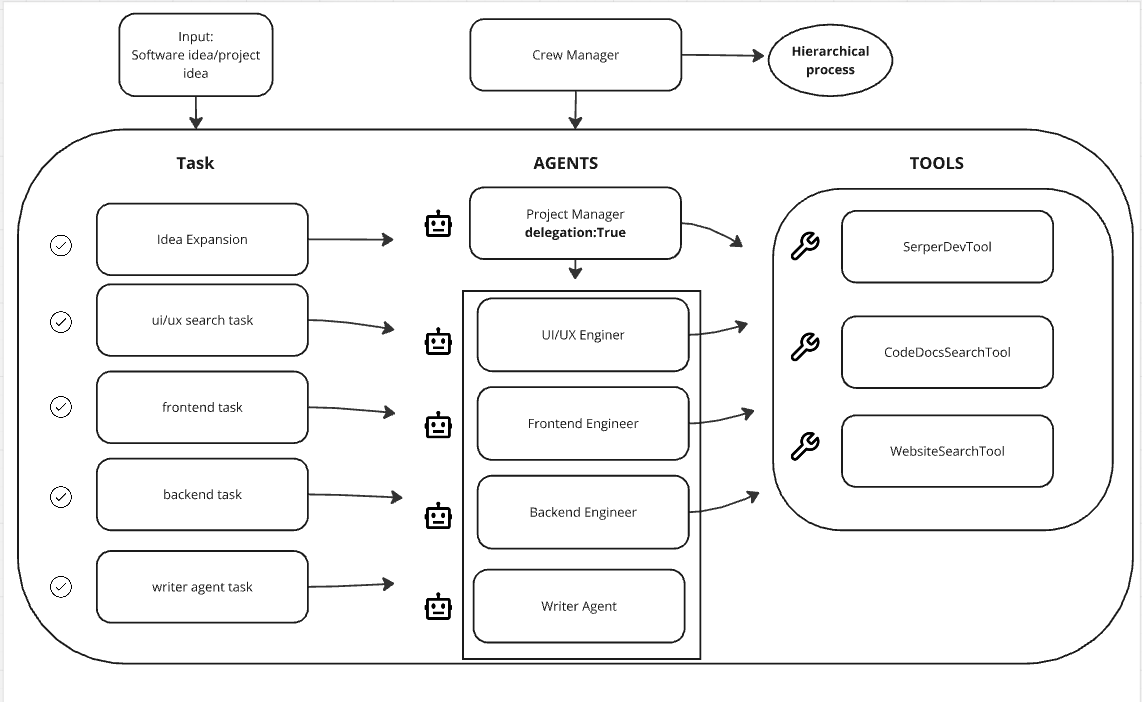 Input:
Software idea/project
idea
Crew Manager
Hierarchical
process
Task
AGENTS
TOOLS
Idea Expansion
Project Manager
delegation:True
SerperDevTool
ui/ux search task
UI/UX Enginer
CodeDocsSearchTool
frontend task
Frontend Engineer
WebsiteSearchTool
backend task
Backend Engineer
writer agent task
Writer Agent